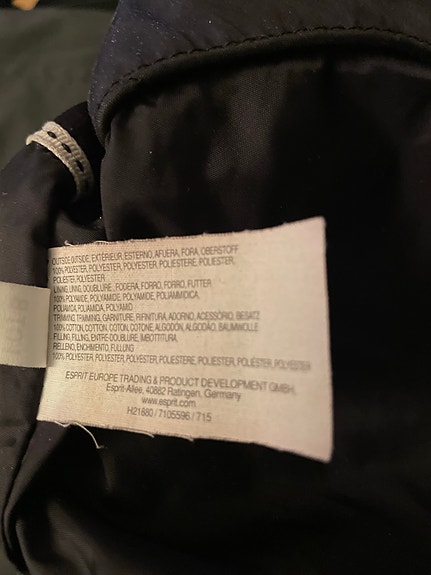 OUTSIDE, OUTSIDE, EXTÉRIEUR, ESTERNO, AFUERA, FORA, OBERSTOFF
100% POLYESTER, POLYESTER, POLYESTER, POLIESTERE, POLIESTER,
POLIESTER, POLYESTER
LINING, LINING, DOUBLURE, FODERA, FORRO, FORRO, FUTTER
100% POLYAMIDE, POLYAMIDE, POLYAMIDE, POLIAMMIDICA,
POLIAMIDA, POLIAMIDA, POLYAMID
TRIMMING, TRIMMING, GARNITURE, RIFINITURA, ADORNO, ACESSÓRIO, BESATZ
100% COTTON, COTTON, COTON, COTONE, ALGODÓN, ALGODÃO, BAUMWOLLE
FILLING, FILLING, ENTRE-DOUBLURE, IMBOTTITURA,
RELLENO, ENCHIMENTO, FÜLLUNG
100% POLYESTER, POLYESTER, POLYESTER, POLIESTERE, POLIESTER, POLIÉSTER, POLYESTER
ESPRIT EUROPE TRADING & PRODUCT DEVELOPMENT GMBH,
Esprit-Allee, 40882 Ratingen, Germany
www.esprit.com
H21880 / 7105596 / 715